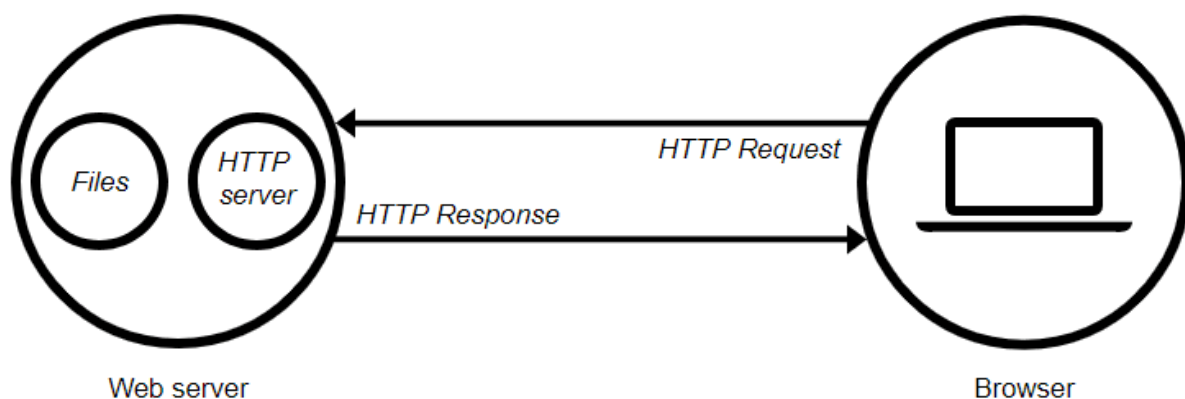 HTTP Request
Files
HTTP
server
HTTP Response
Web server
Browser